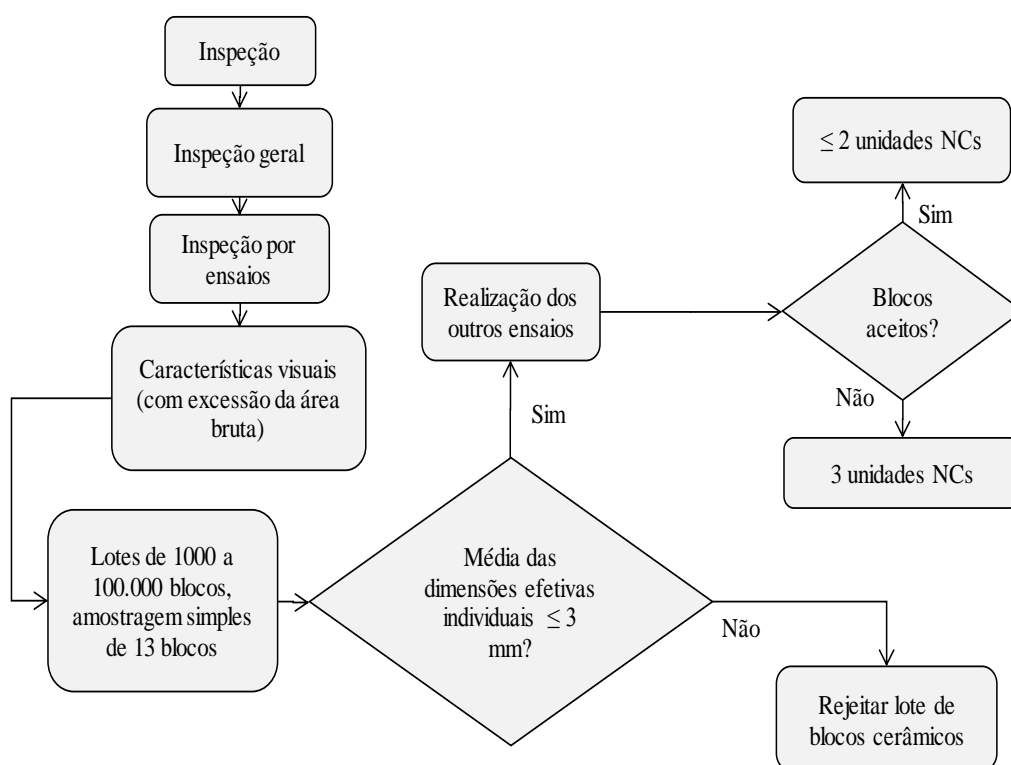 Inspeção
Inspeção geral
Inspeção por
ensaios
Características visuais
(com excessão da área
bruta)
Lotes de 1000 a
100.000 blocos,
amostragem simples
de 13 blocos
Média das
dimensões efetivas
individuais ≤ 3
mm?
Sim
Não
Realização dos
outros ensaios
Rejeitar lote de
blocos cerâmicos
Blocos
aceitos?
Sim
≤ 2 unidades NCs
Não
3 unidades NCs